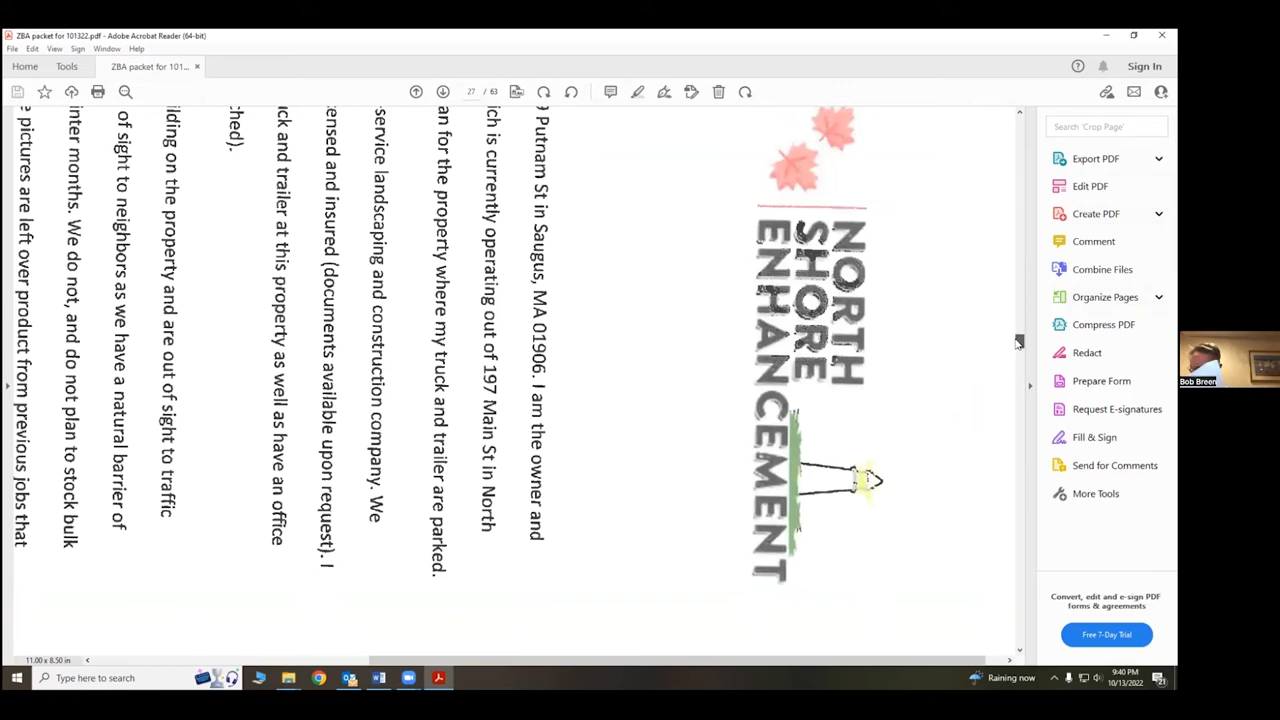 ZBA packet for 101322.pdf - Adobe Acrobat Reader (64-bit)
File Edit View Sign Window Help
Home Tools ZBA packet for 101... × Sign In
27 / 63
NORTH
SHORE
ENHANCEMENT
9 Putnam St in Saugus, MA 01906. I am the owner and
ich is currently operating out of 197 Main St in North
an for the property where my truck and trailer are parked.
service landscaping and construction company. We
ensed and insured (documents available upon request). I
ck and trailer at this property as well as have an office
ched).
ilding on the property and are out of sight to traffic
of sight to neighbors as we have a natural barrier of
inter months. We do not, and do not plan to stock bulk
e pictures are left over product from previous jobs that
11.00 x 8.50 in
Search 'Crop Page'
Export PDF
Edit PDF
Create PDF
Comment
Combine Files
Organize Pages
Compress PDF
Redact
Prepare Form
Request E-signatures
Fill & Sign
Send for Comments
More Tools
Convert, edit and e-sign PDF
forms & agreements
Free 7-Day Trial
Bob Breen
Type here to search
Raining now
9:40 PM
10/13/2022
21